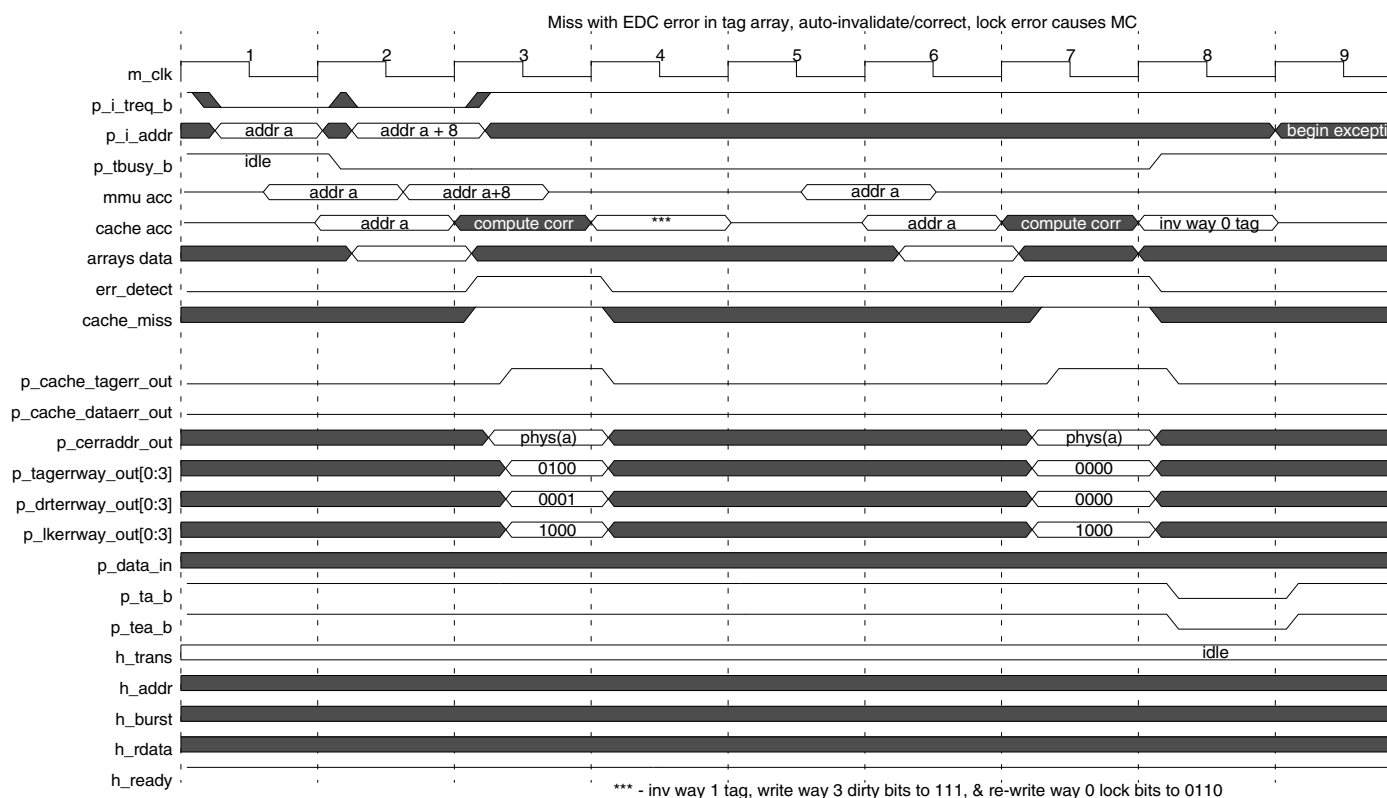 Miss with EDC error in tag array, auto-invalidate/correct, lock error causes MC
1 2 3 4 5 6 7 8 9
m_clk
p_i_treq_b
p_i_addr addr a addr a + 8 begin excepti
p_tbusy_b idle
mmu acc addr a addr a+8 addr a
cache acc addr a compute corr *** addr a compute corr inv way 0 tag
arrays data
err_detect
cache_miss
p_cache_tagerr_out
p_cache_dataerr_out
p_cerraddr_out phys(a) phys(a)
p_tagerrway_out[0:3] 0100 0000
p_drterrway_out[0:3] 0001 0000
p_lkerrway_out[0:3] 1000 1000
p_data_in
p_ta_b
p_tea_b
h_trans idle
h_addr
h_burst
h_rdata
h_ready
*** - inv way 1 tag, write way 3 dirty bits to 111, & re-write way 0 lock bits to 0110